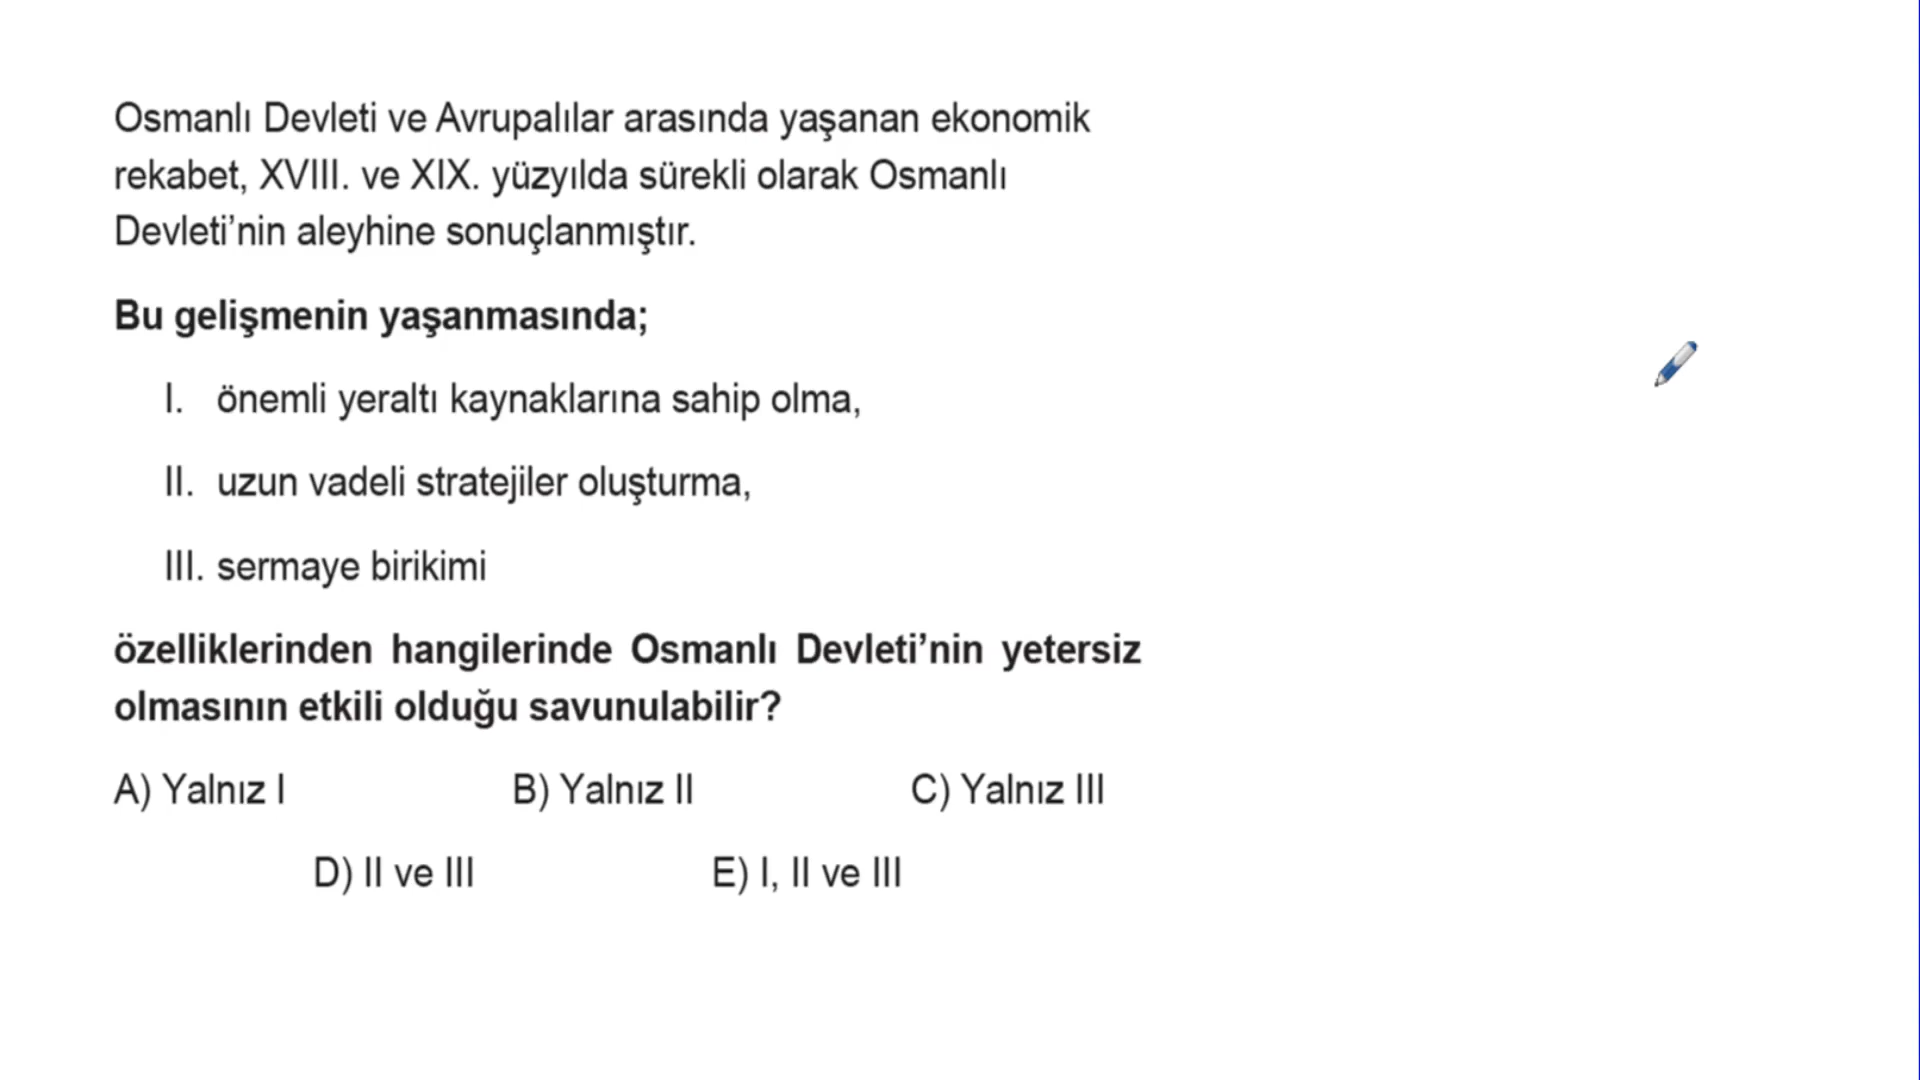 Osmanlı Devleti ve Avrupalılar arasında yaşanan ekonomik
rekabet, XVIII. ve XIX. yüzyılda sürekli olarak Osmanlı
Devleti’nin aleyhine sonuçlanmıştır.
Bu gelişmenin yaşanmasında;
I. önemli yeraltı kaynaklarına sahip olma,
II. uzun vadeli stratejiler oluşturma,
III. sermaye birikimi
özelliklerinden hangilerinde Osmanlı Devleti’nin yetersiz
olmasının etkili olduğu savunulabilir?
A) Yalnız I B) Yalnız II C) Yalnız III
D) II ve III E) I, II ve III